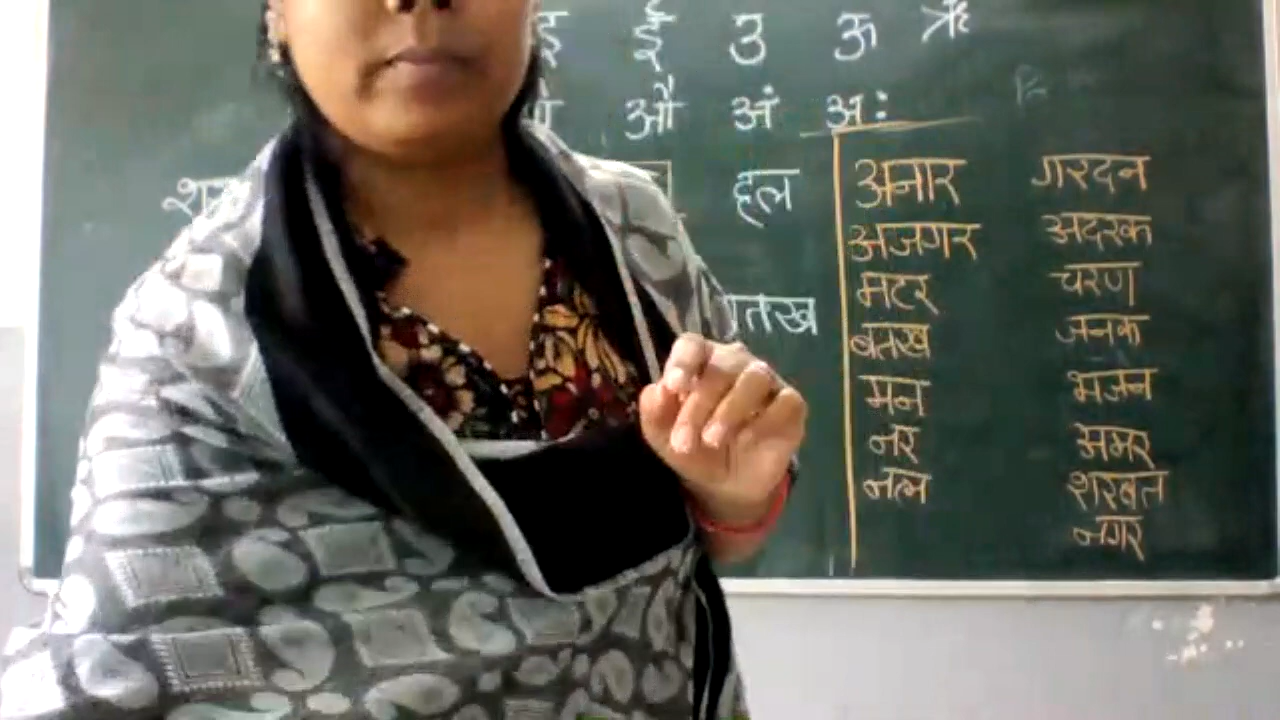 इ ई उ ऊ ऋ
औ अं अः
हल
अनार गरदन
अजगर अदरक
मटर चरण
बतख जनक
मन भजन
नर अमर
नल शरबत
नगर